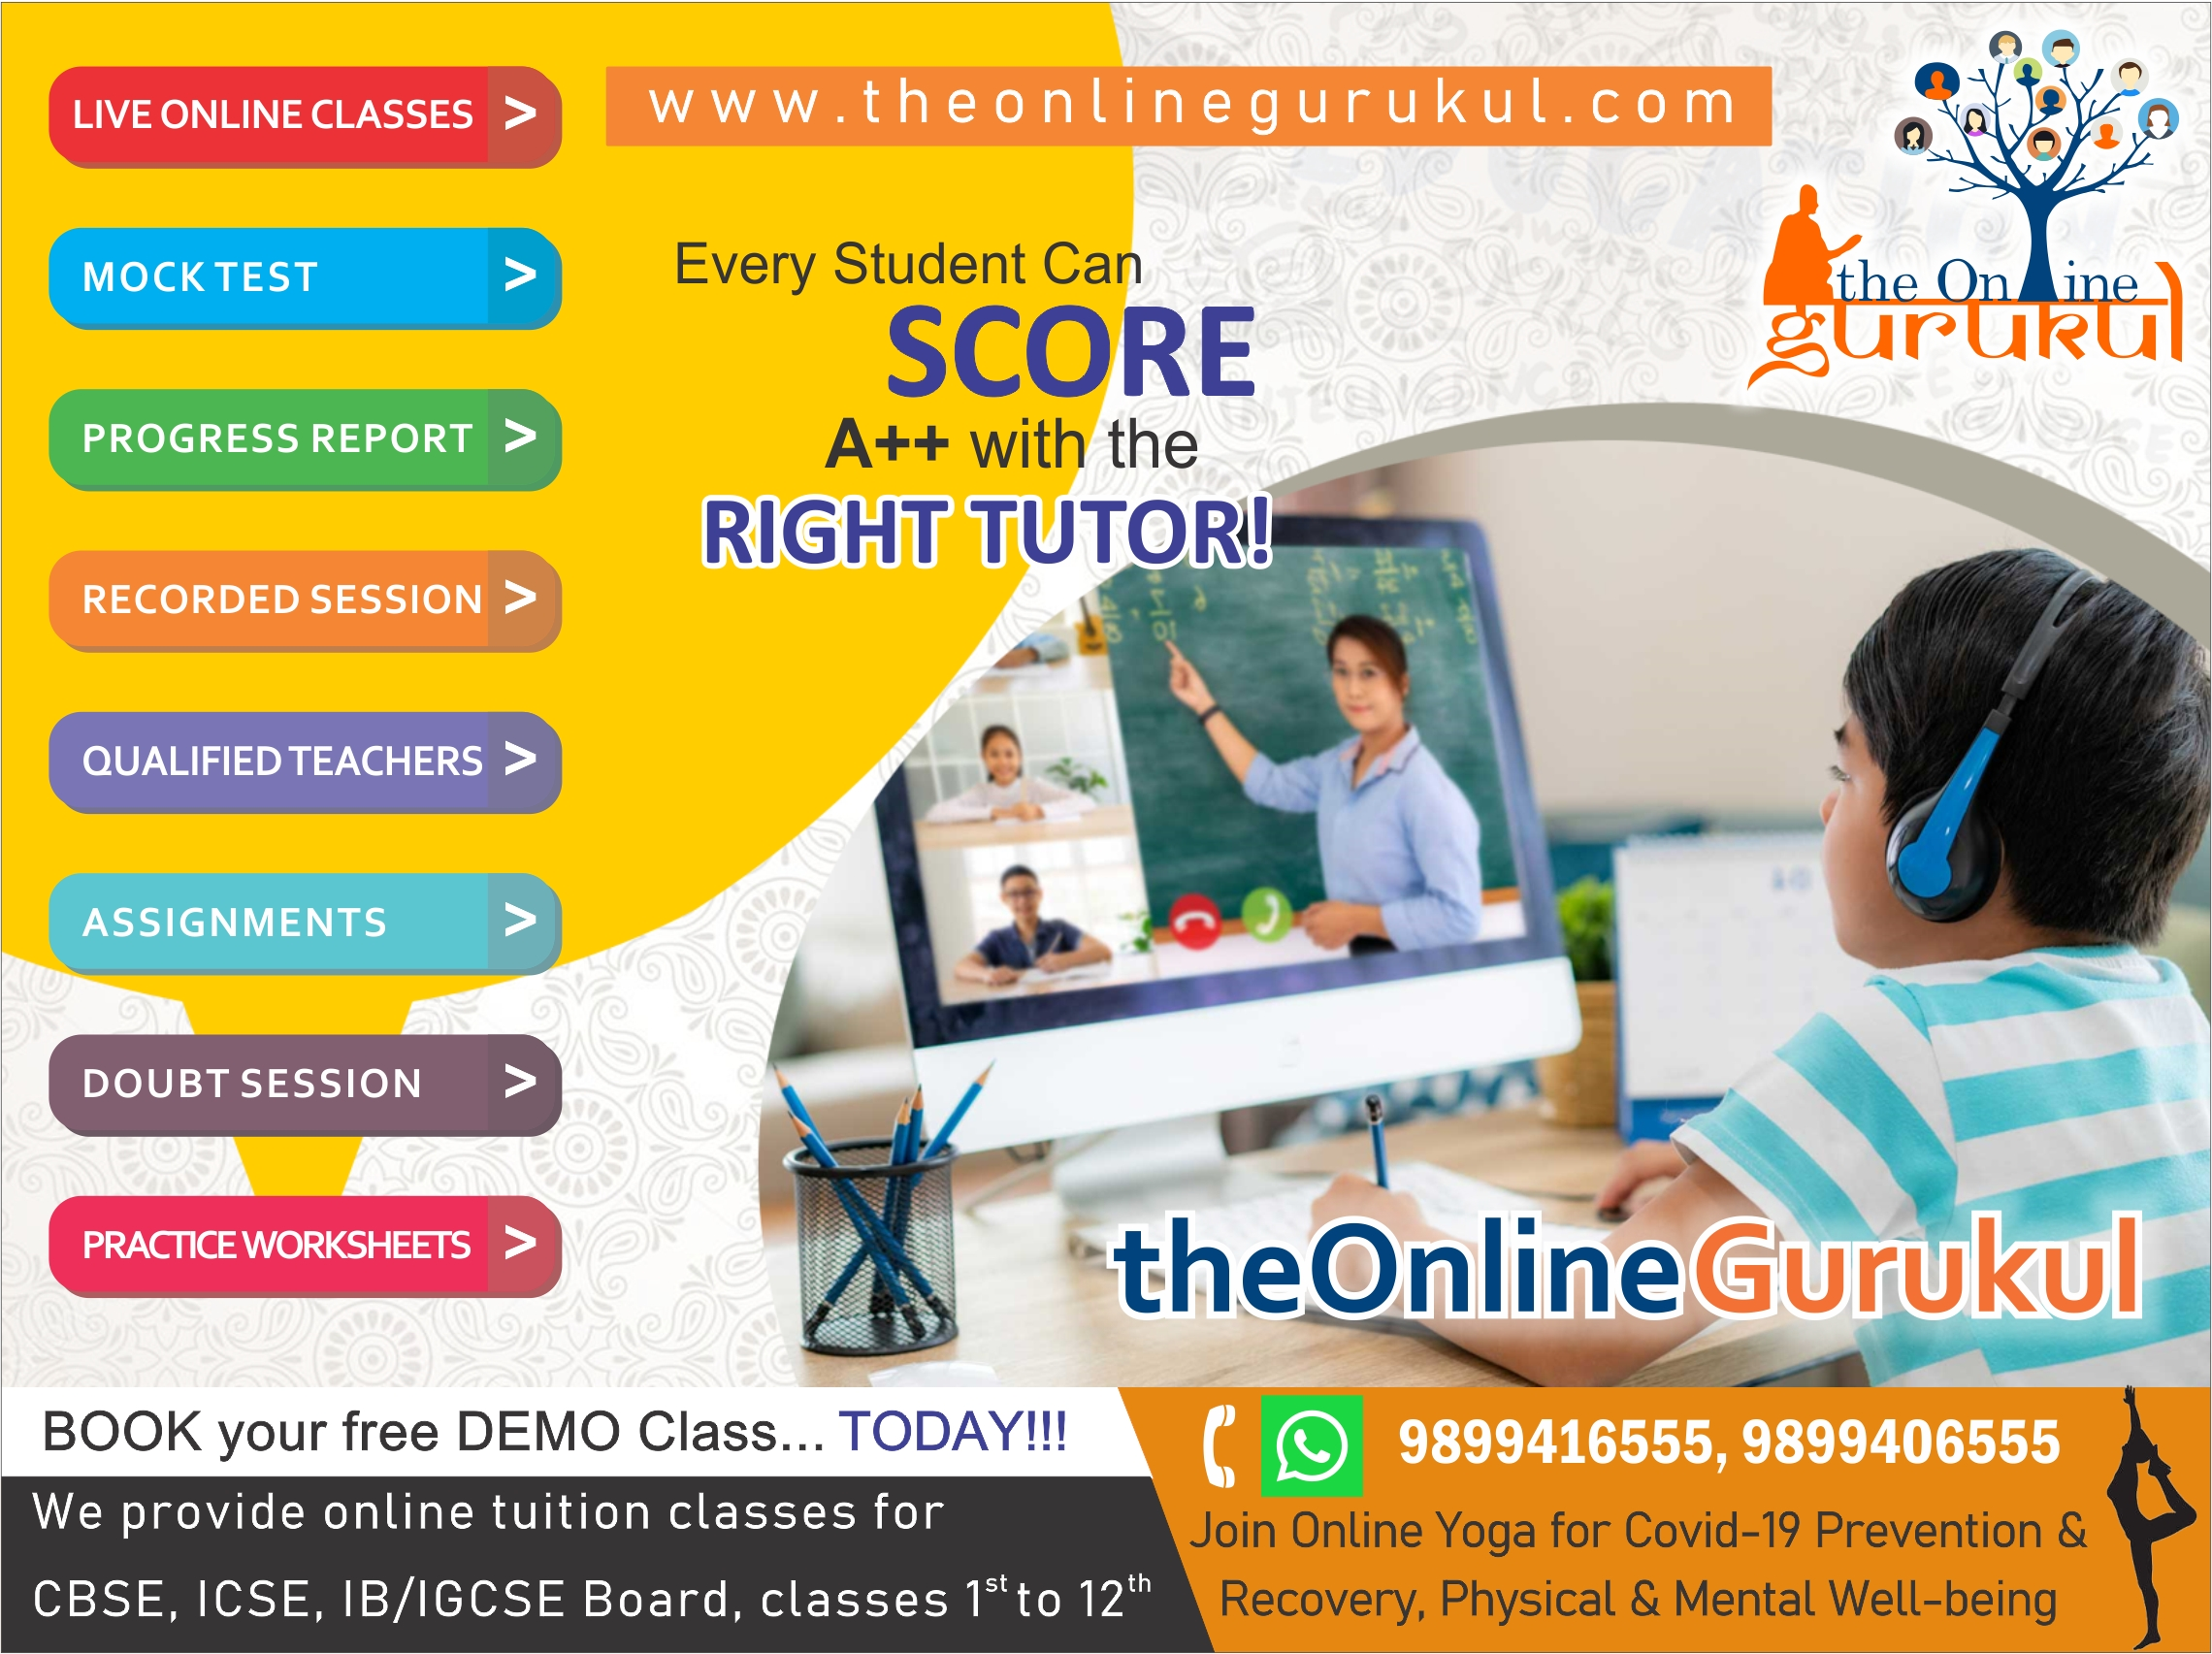 LIVE ONLINE CLASSES >
MOCK TEST >
PROGRESS REPORT >
RECORDED SESSION >
QUALIFIED TEACHERS >
ASSIGNMENTS >
DOUBT SESSION >
PRACTICE WORKSHEETS >
www.theonlinegurukul.com
the Online
gurukul
Every Student Can
SCORE
A++ with the
RIGHT TUTOR!
theOnlineGurukul
BOOK your free DEMO Class... TODAY!!!
We provide online tuition classes for
CBSE, ICSE, IB/IGCSE Board, classes 1st to 12th
9899416555, 9899406555
Join Online Yoga for Covid-19 Prevention &
Recovery, Physical & Mental Well-being